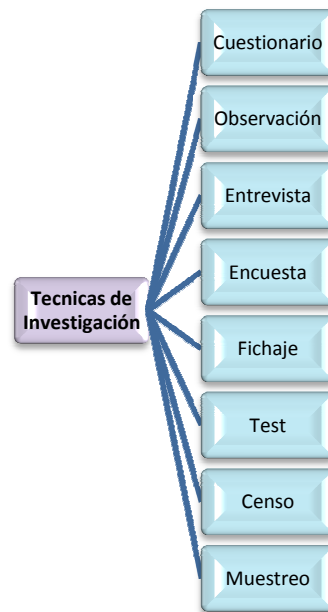 Cuestionario
Observación
Entrevista
Encuesta
Tecnicas de
Investigación
Fichaje
Test
Censo
Muestreo